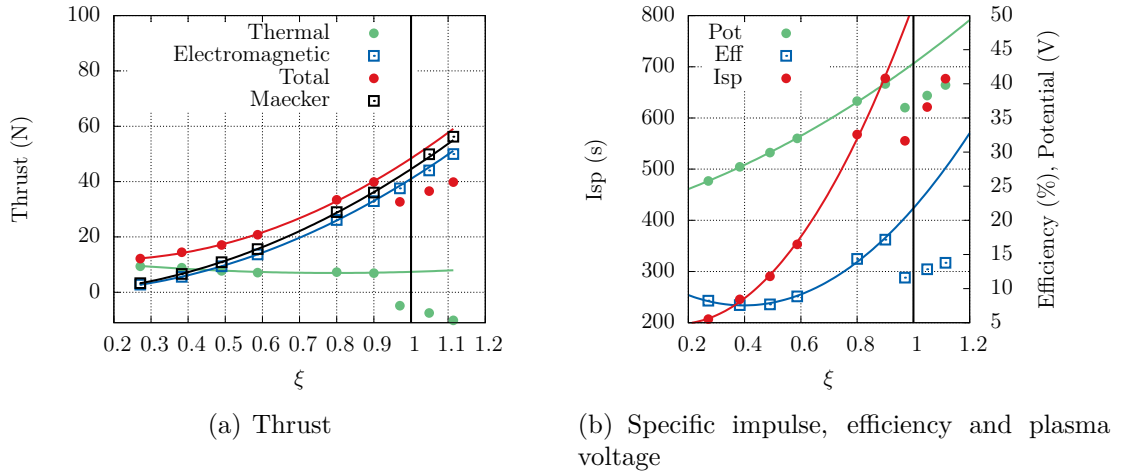 100
80
60
40
20
0
Thrust (N)
Thermal
Electromagnetic
Total
Maecker
0.2 0.3 0.4 0.5 0.6 0.7 0.8 0.9 1 1.1 1.2
ξ
(a) Thrust
800
700
600
500
400
300
200
Isp (s)
Pot
Eff
Isp
50
45
40
35
30
25
20
15
10
5
Efficiency (%), Potential (V)
0.2 0.4 0.6 0.8 1 1.2
ξ
(b) Specific impulse, efficiency and plasma
voltage